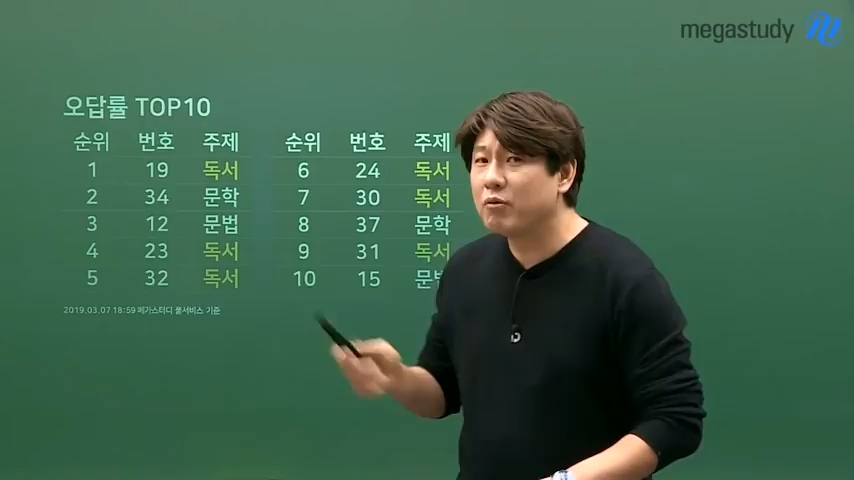 megastudy
오답률 TOP10
순위 번호 주제 순위 번호 주제
1 19 독서 6 24 독서
2 34 문학 7 30 독서
3 12 문법 8 37 문학
4 23 독서 9 31 독서
5 32 독서 10 15 문법
2019.03.07 18:59 메가스터디 풀서비스 기준